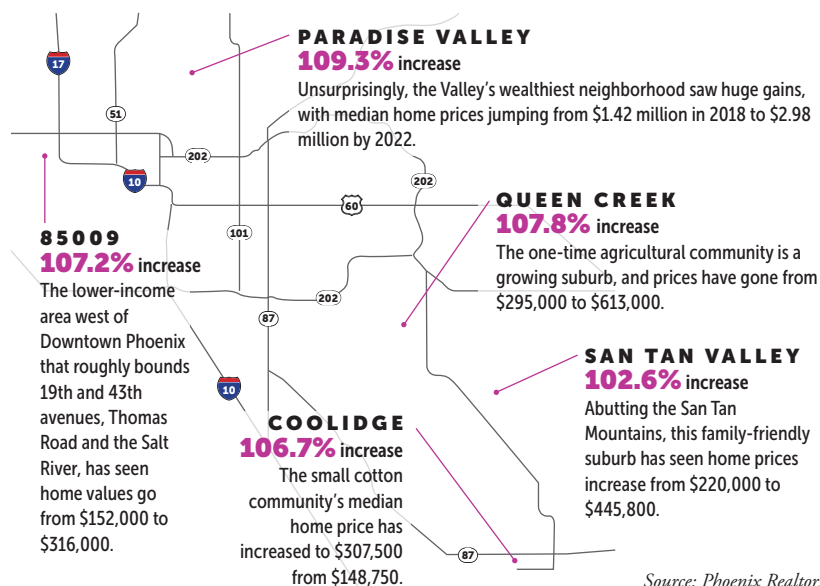 PARADISE VALLEY
109.3% increase
Unsurprisingly, the Valley's wealthiest neighborhood saw huge gains,
with median home prices jumping from $1.42 million in 2018 to $2.98
million by 2022.
17
51
202
10
202
60
101
QUEEN CREEK
107.8% increase
The one-time agricultural community is a
growing suburb, and prices have gone from
$295,000 to $613,000.
85009
107.2% increase
The lower-income
area west of
Downtown Phoenix
that roughly bounds
19th and 43th
avenues, Thomas
Road and the Salt
River, has seen
home values go
from $152,000 to
$316,000.
202
87
10
SAN TAN VALLEY
102.6% increase
Abutting the San Tan
Mountains, this family-friendly
suburb has seen home prices
increase from $220,000 to
$445,800.
COOLIDGE
106.7% increase
The small cotton
community's median
home price has
increased to $307,500
from $148,750.
87
Source: Phoenix Realtor